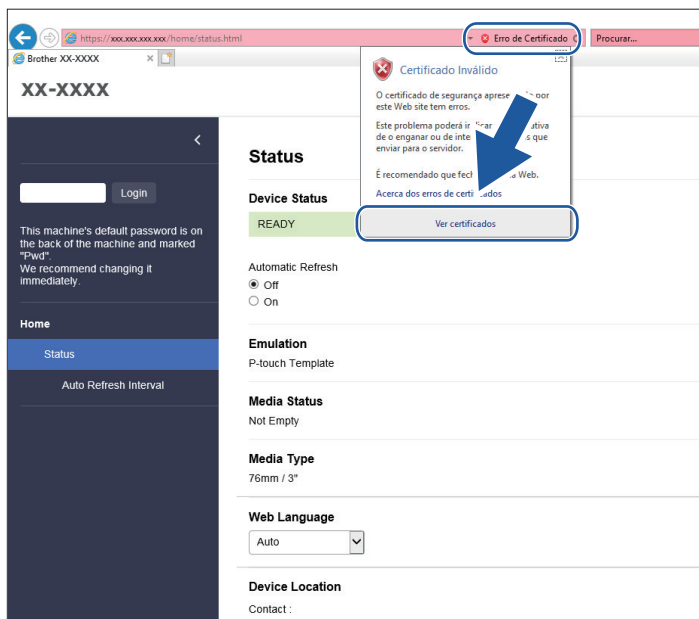 https://xxx.xxx.xxx.xxx/home/status.html
Erro de Certificado
Procurar...
Brother XX-XXXX
XX-XXXX
Certificado Inválido
O certificado de segurança por
este Web site tem erros.
Este problema poderá
de o enganar ou de que
enviar para o servidor.
É recomendado que Web.
Acerca dos erros de
Ver certificados
Login
This machine's default password is on
the back of the machine and marked
"Pwd".
We recommend changing it
immediately.
Home
Status
Auto Refresh Interval
Status
Device Status
READY
Automatic Refresh
Off
On
Emulation
P-touch Template
Media Status
Not Empty
Media Type
76mm / 3"
Web Language
Auto
Device Location
Contact :